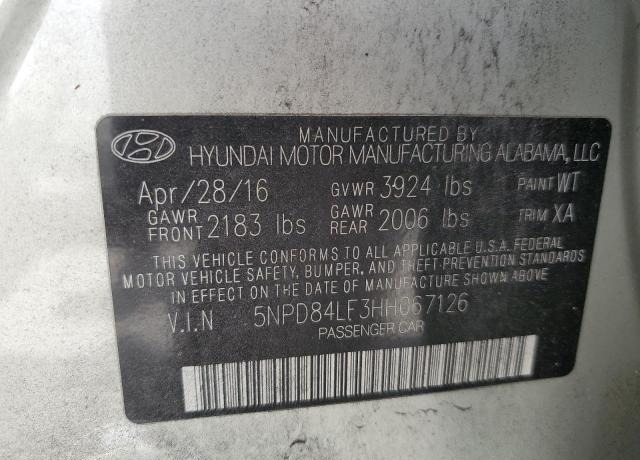 MANUFACTURED BY
HYUNDAI MOTOR MANUFACTURING ALABAMA, LLC
Apr/28/16 GVWR 3924 lbs PAINT WT
GAWR FRONT 2183 lbs GAWR REAR 2006 lbs TRIM XA
THIS VEHICLE CONFORMS TO ALL APPLICABLE U.S.A. FEDERAL
MOTOR VEHICLE SAFETY, BUMPER, AND THEFT-PREVENTION STANDARDS
IN EFFECT ON THE DATE OF MANUFACTURE SHOWN ABOVE
V.I.N 5NPD84LF3HH067126
PASSENGER CAR